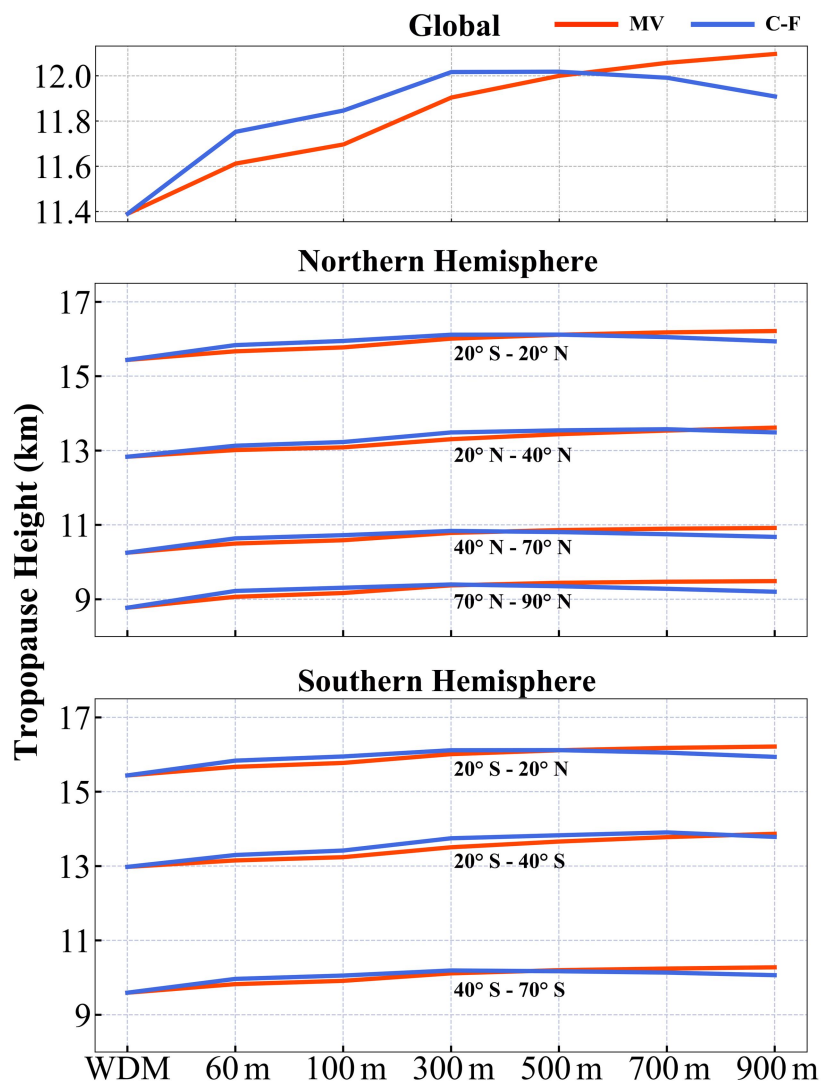 Global
MV
C-F
12.0
11.8
11.6
11.4
Northern Hemisphere
17
15
13
11
9
20° S - 20° N
20° N - 40° N
40° N - 70° N
70° N - 90° N
Tropopause Height (km)
Southern Hemisphere
17
15
13
11
9
20° S - 20° N
20° S - 40° S
40° S - 70° S
WDM 60 m 100 m 300 m 500 m 700 m 900 m